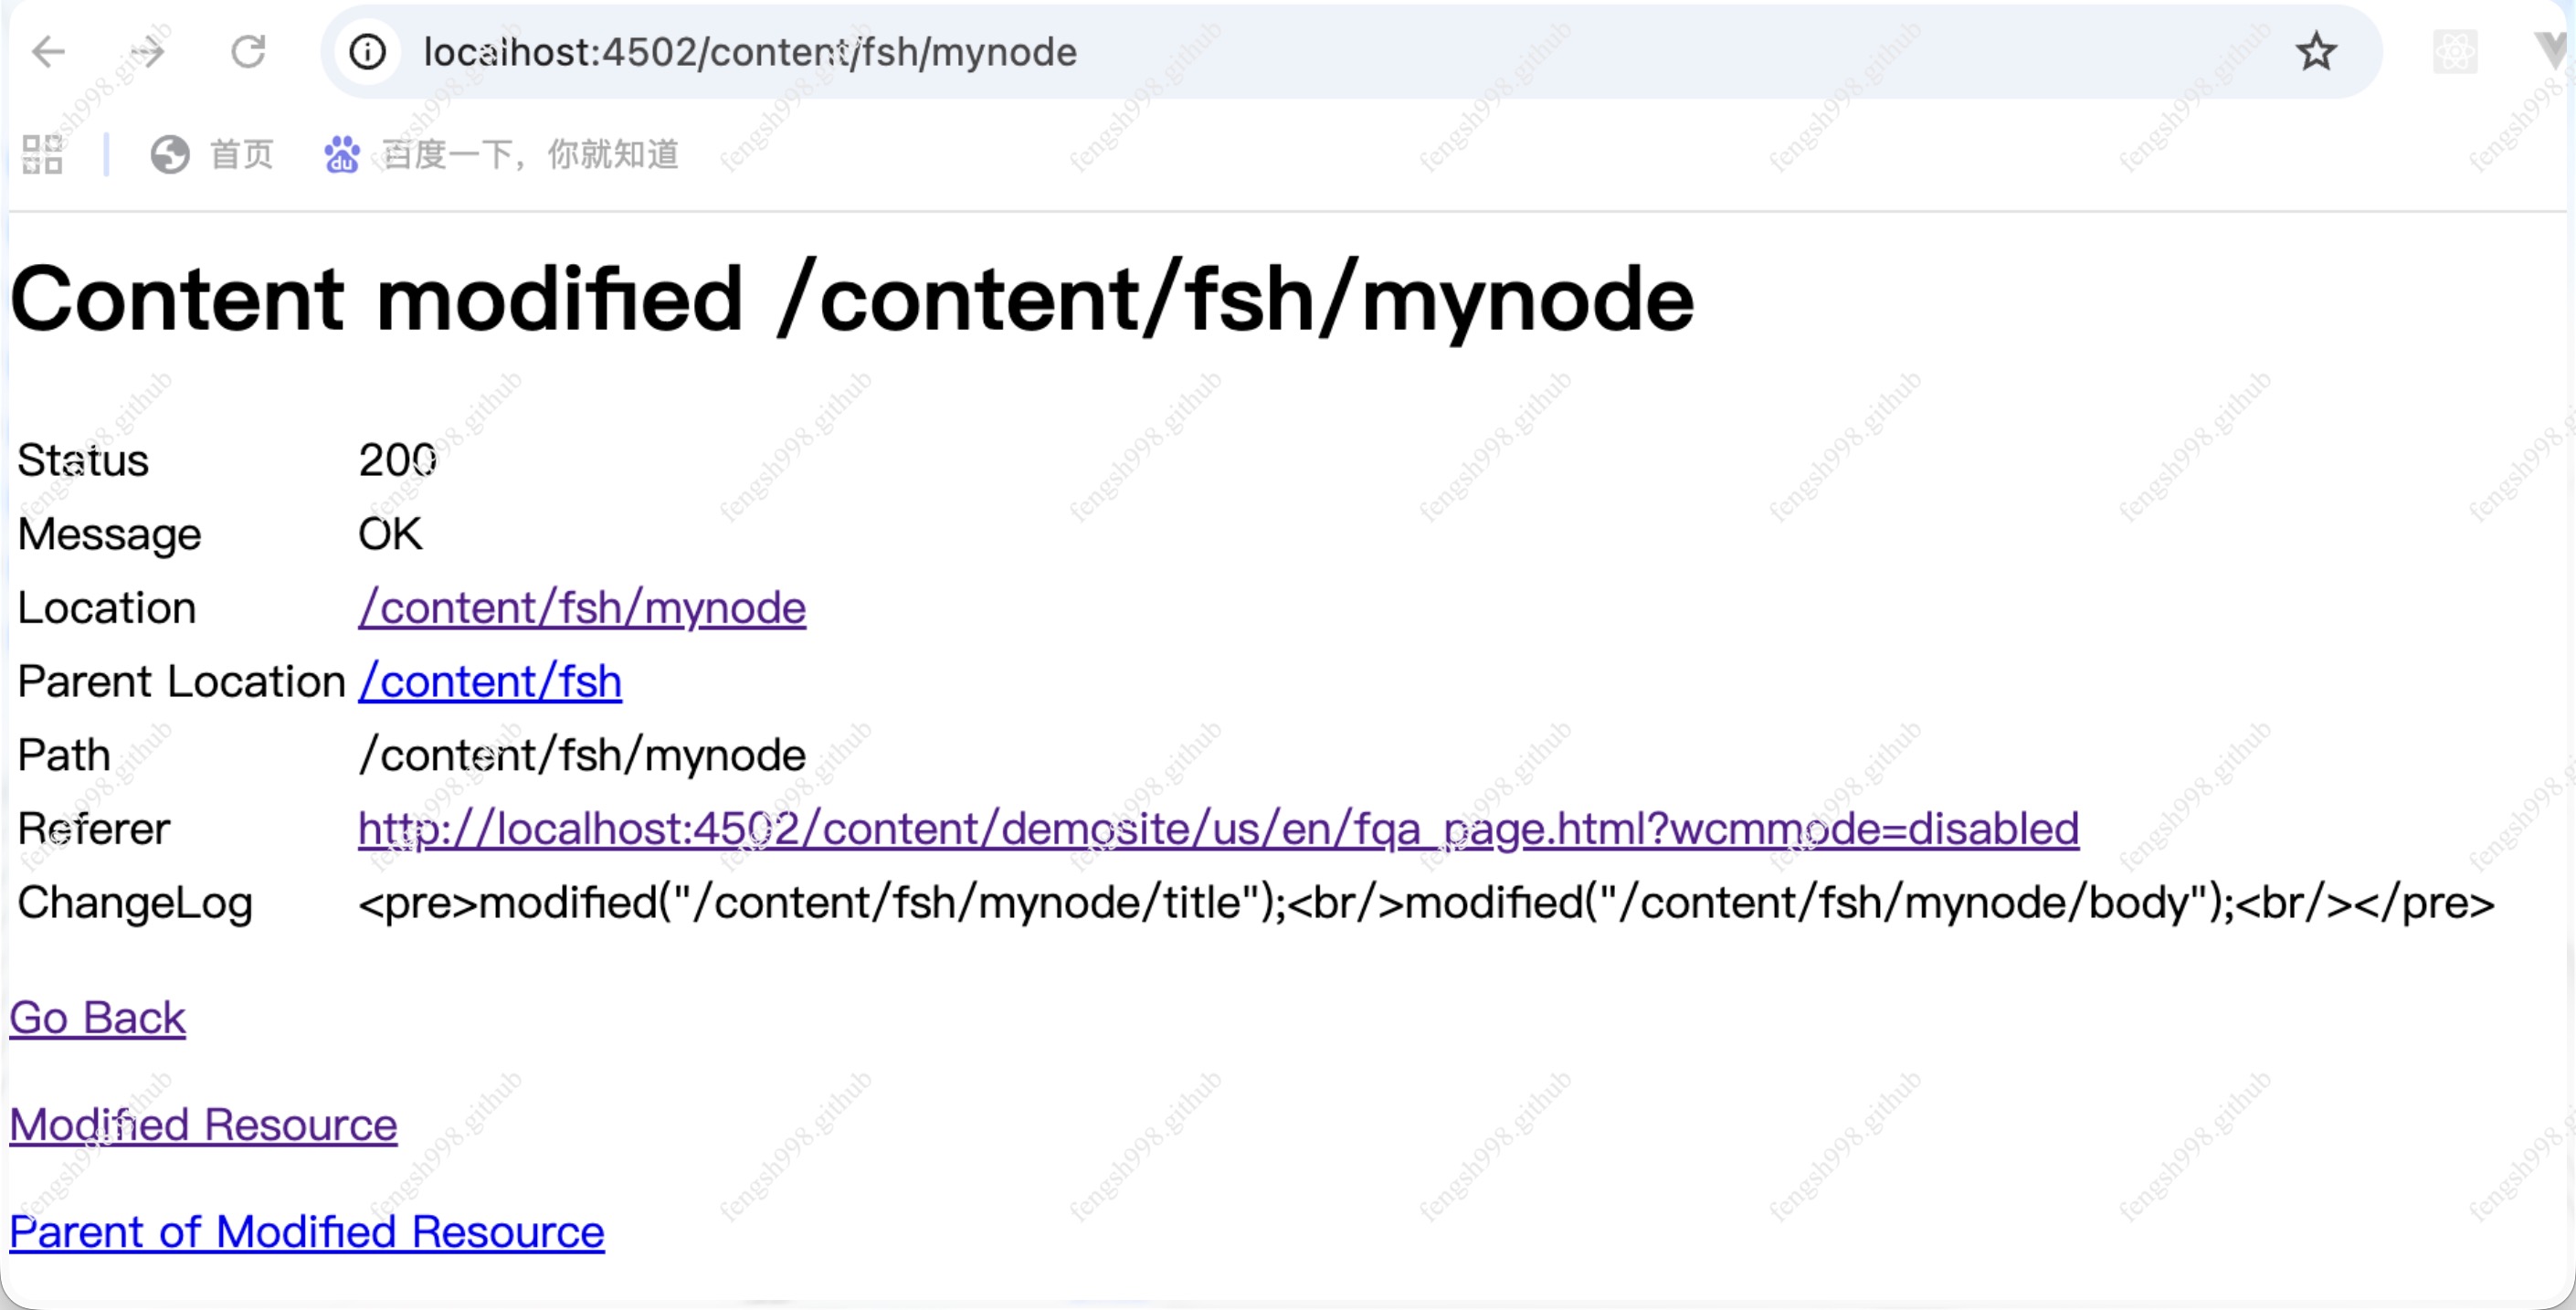 localhost:4502/content/fsh/mynode
首页 百度一下，你就知道
Content modified /content/fsh/mynode
Status 200
Message OK
Location /content/fsh/mynode
Parent Location /content/fsh
Path /content/fsh/mynode
Referer http://localhost:4502/content/demosite/us/en/fqa_page.html?wcmmode=disabled
ChangeLog <pre>modified("/content/fsh/mynode/title");<br/>modified("/content/fsh/mynode/body");<br/></pre>
Go Back
Modified Resource
Parent of Modified Resource
fengsh998.github